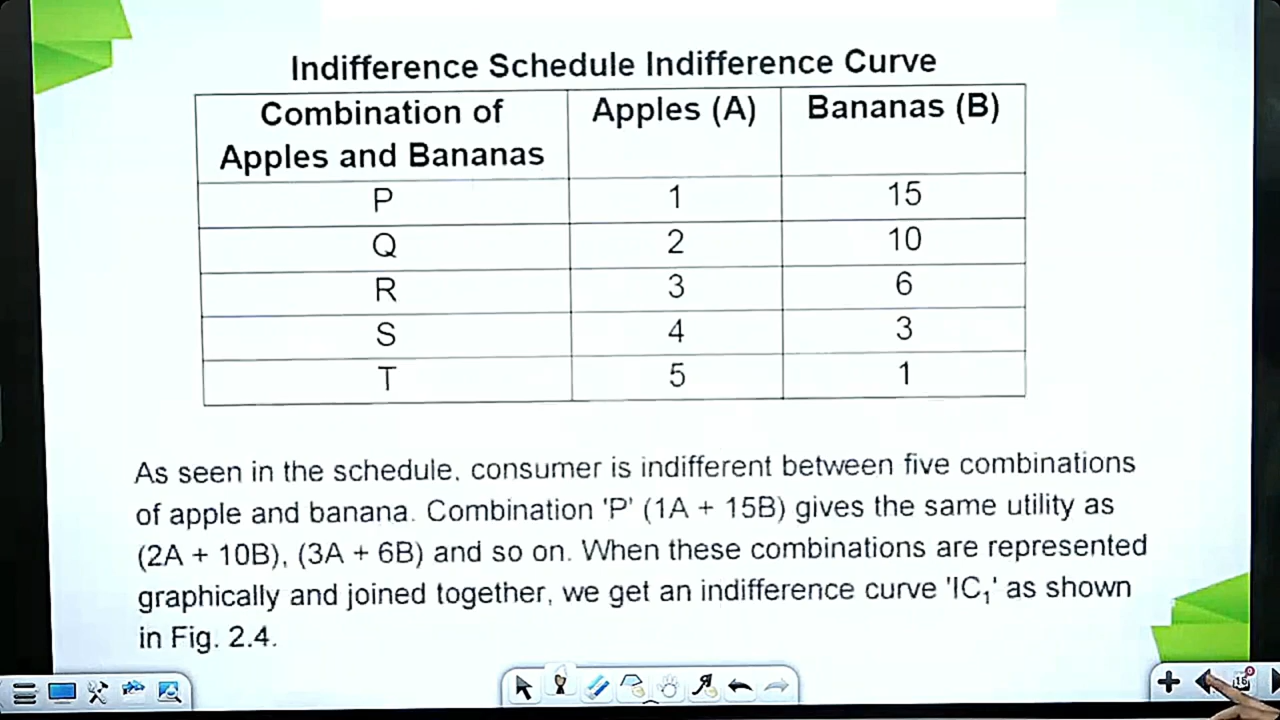 Indifference Schedule Indifference Curve
Combination of Apples and Bananas Apples (A) Bananas (B)
P 1 15
Q 2 10
R 3 6
S 4 3
T 5 1
As seen in the schedule, consumer is indifferent between five combinations
of apple and banana. Combination 'P' (1A + 15B) gives the same utility as
(2A + 10B), (3A + 6B) and so on. When these combinations are represented
graphically and joined together, we get an indifference curve 'IC₁' as shown
in Fig. 2.4.
16